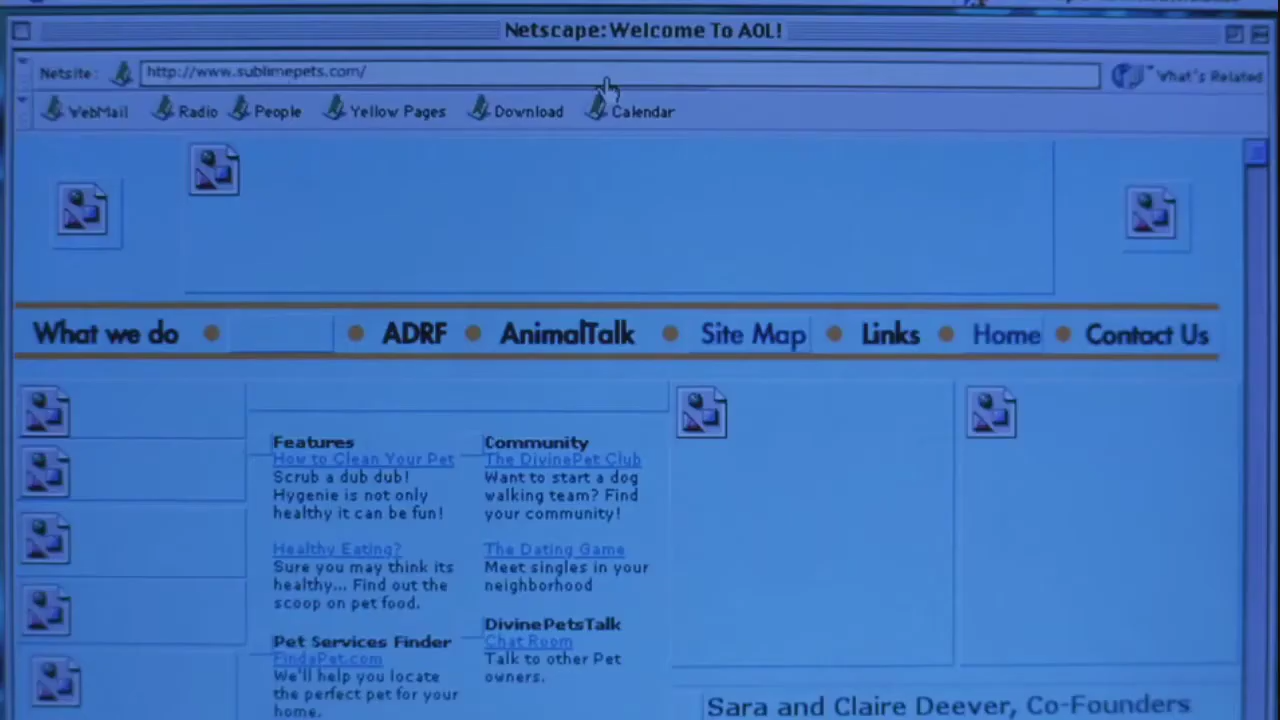 Netscape: Welcome To AOL!
Netsite: http://www.sublimepets.com/ What's Related
WebMail Radio People Yellow Pages Download Calendar
What we do ADRF AnimalTalk Site Map Links Home Contact Us
Features
How to Clean Your Pet
Scrub a dub dub!
Hygenie is not only
healthy it can be fun!
Healthy Eating?
Sure you may think its
healthy... Find out the
scoop on pet food.
Pet Services Finder
FindaPet.com
We'll help you locate
the perfect pet for your
home.
Community
The DivinePet Club
Want to start a dog
walking team? Find
your community!
The Dating Game
Meet singles in your
neighborhood
DivinePetsTalk
Chat Room
Talk to other Pet
owners.
Sara and Claire Deever, Co-Founders